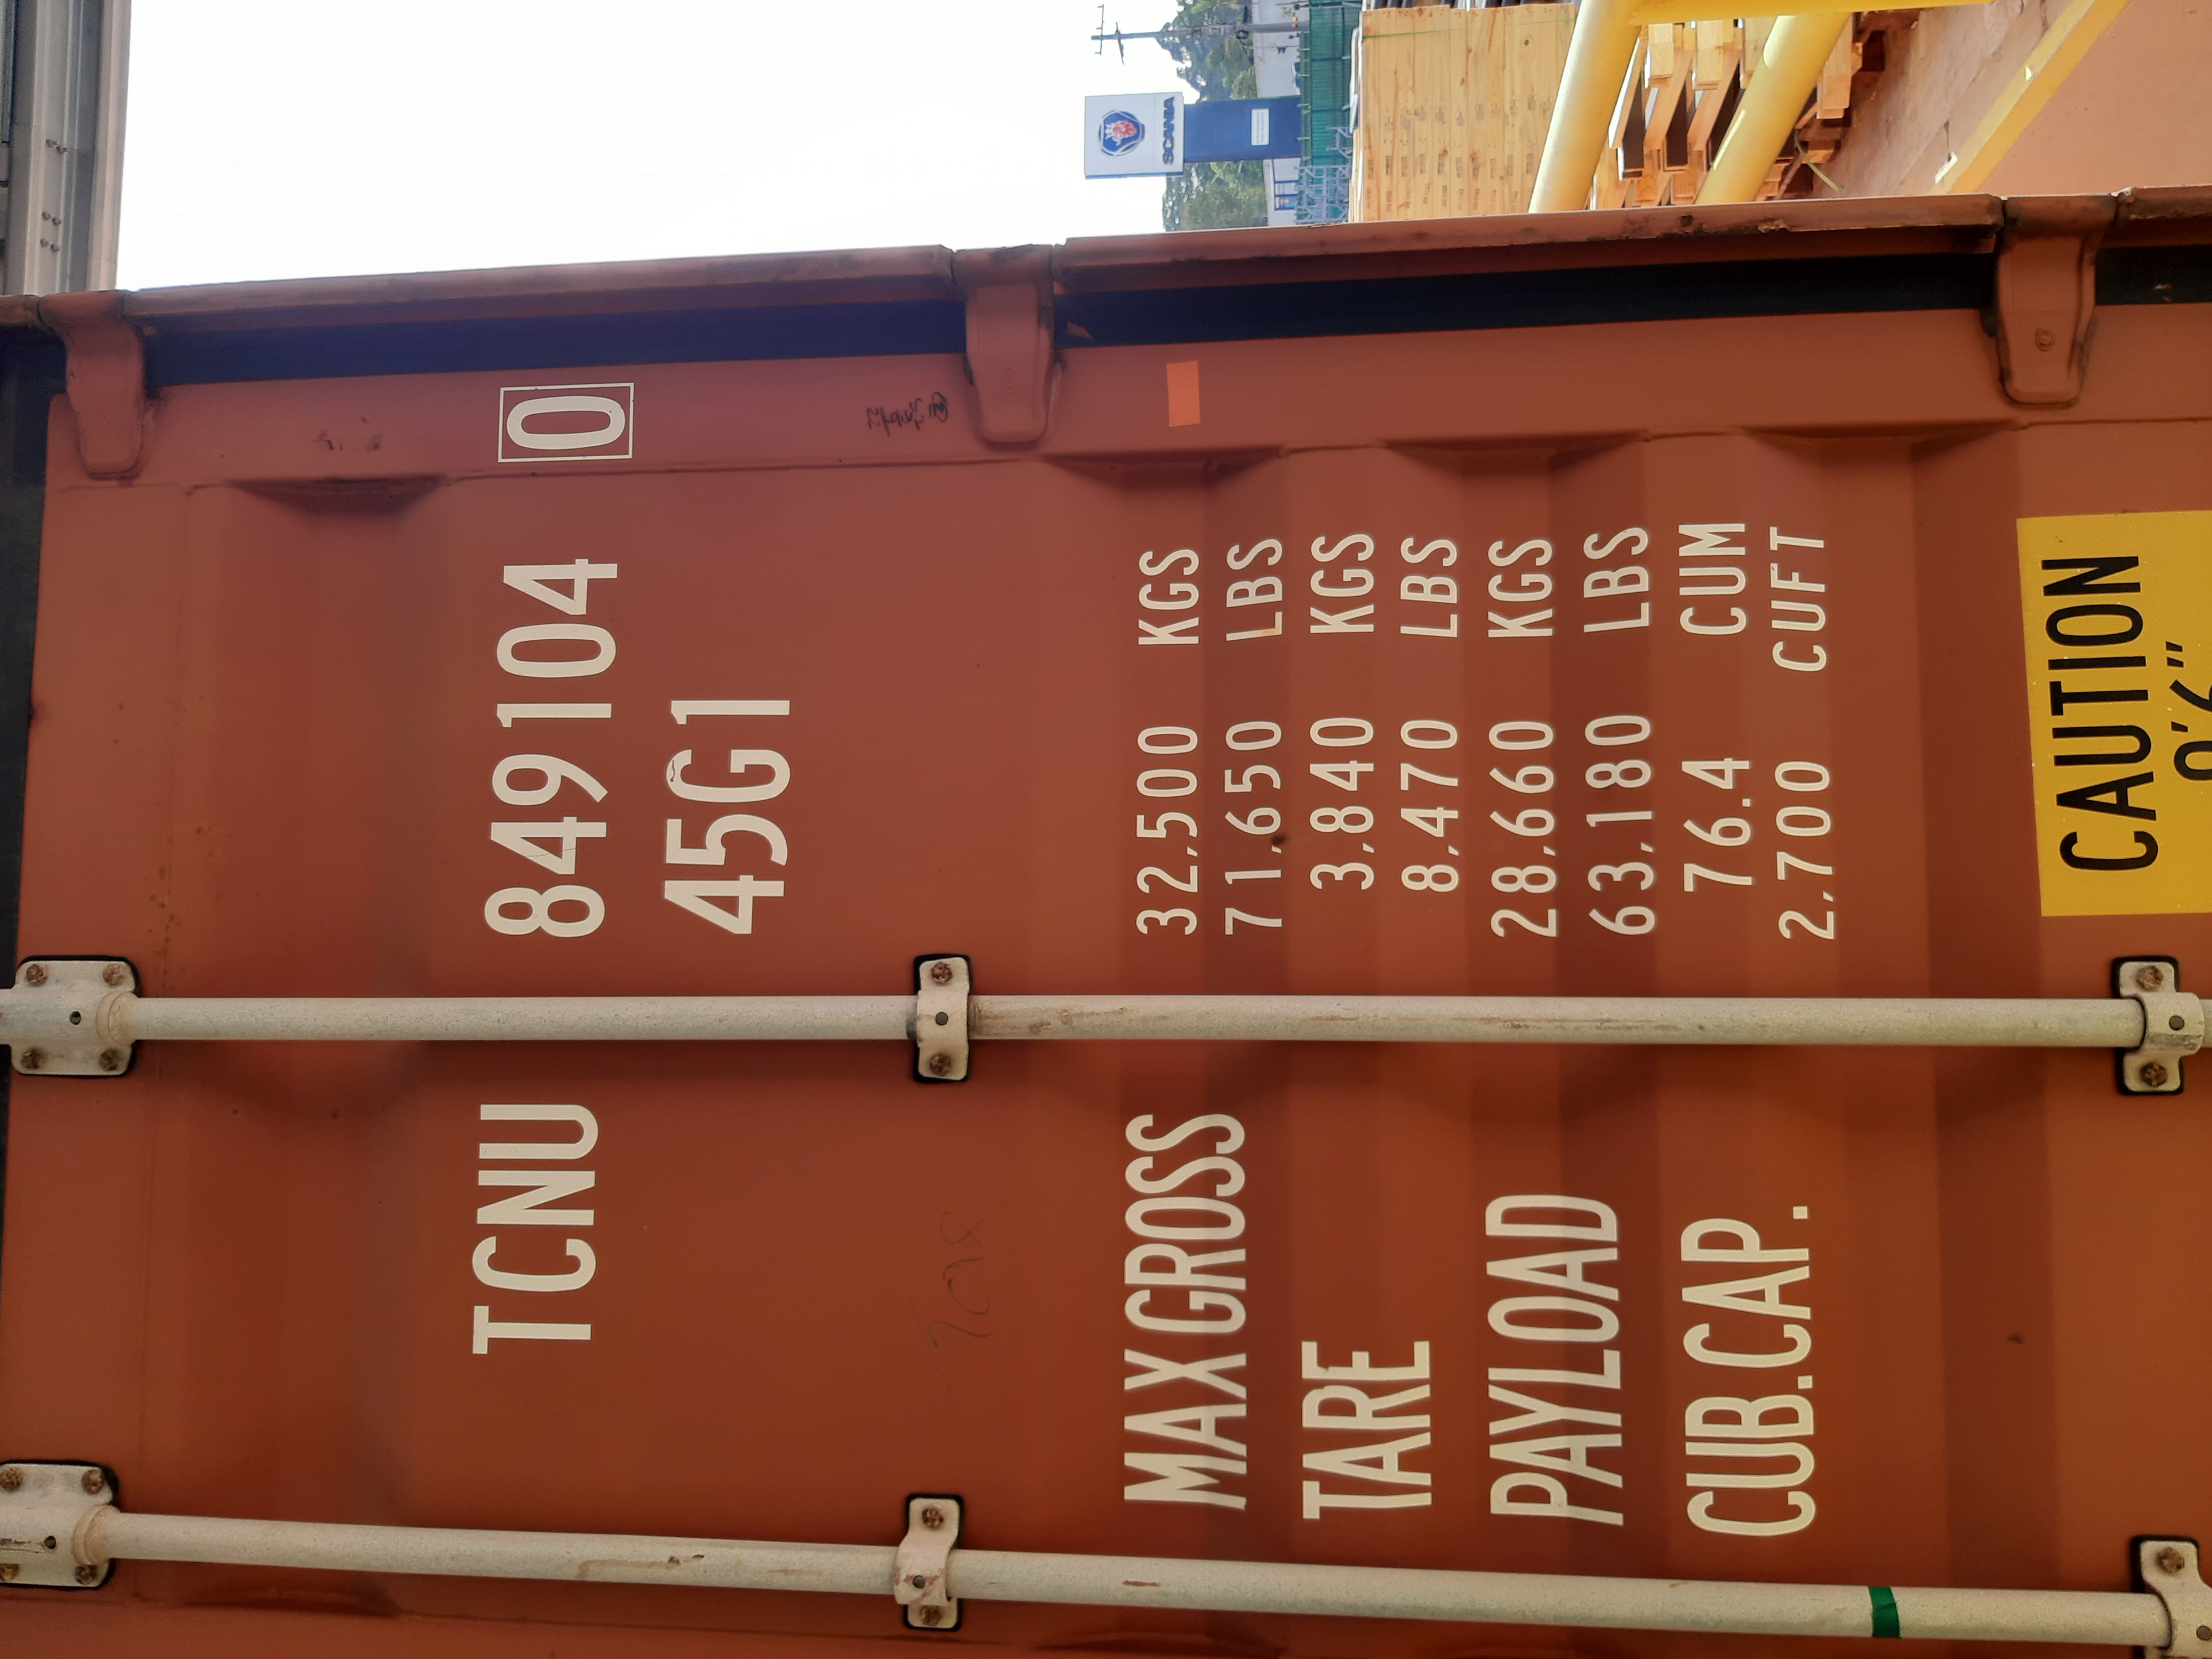 TCNU 849104 0
45G1
MAX GROSS 32,500 KGS
71,650 LBS
TARE 3,840 KGS
8,470 LBS
PAYLOAD 28,660 KGS
63,180 LBS
CUB.CAP. 76.4 CUM
2,700 CUFT
CAUTION
SCANIA